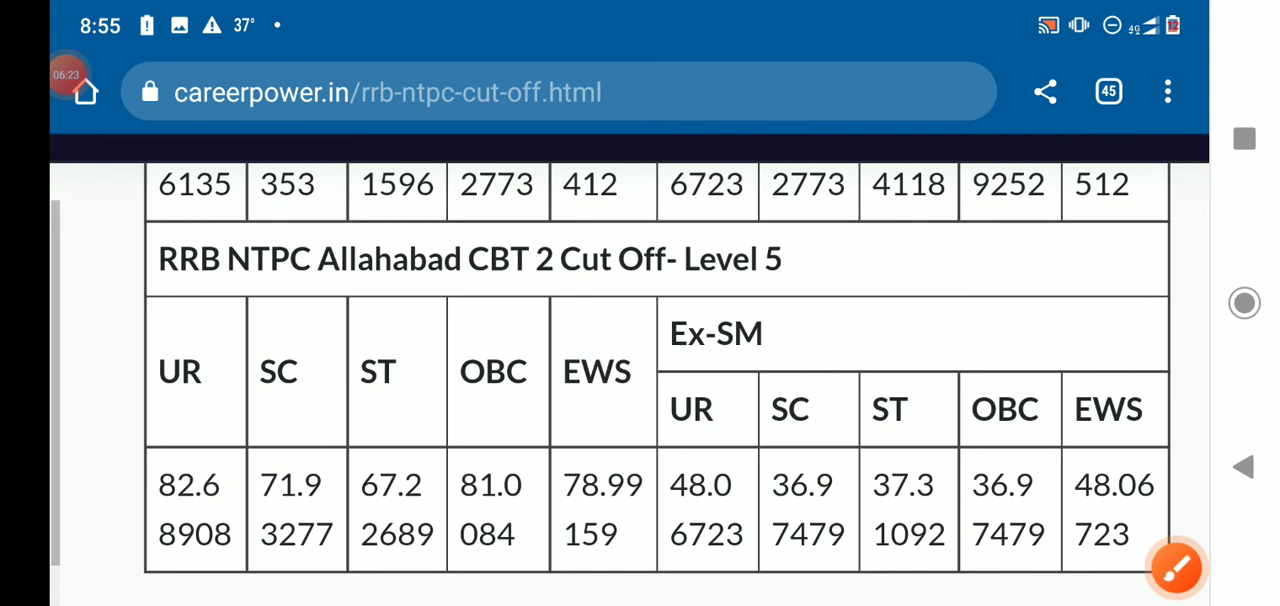 8:55 37°
4G 12
06:23
careerpower.in/rrb-ntpc-cut-off.html 45
6135 353 1596 2773 412 6723 2773 4118 9252 512
RRB NTPC Allahabad CBT 2 Cut Off- Level 5
UR SC ST OBC EWS Ex-SM
UR SC ST OBC EWS
82.6 71.9 67.2 81.0 78.99 48.0 36.9 37.3 36.9 48.06
8908 3277 2689 084 159 6723 7479 1092 7479 723